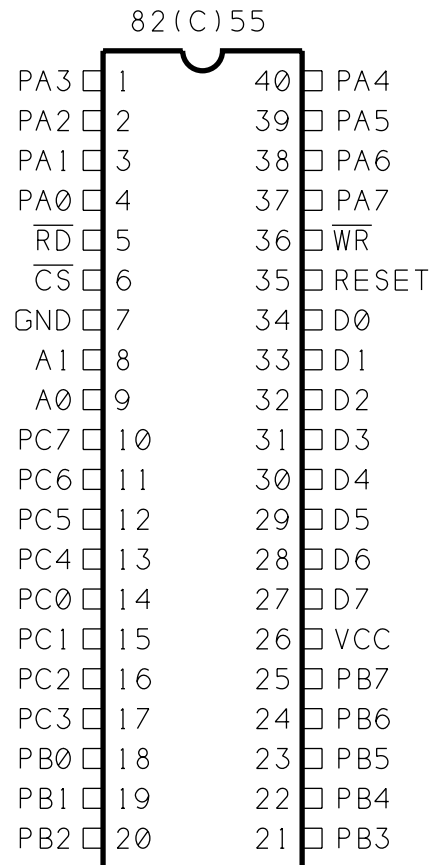 82(C)55
PA3 1 40 PA4
PA2 2 39 PA5
PA1 3 38 PA6
PA0 4 37 PA7
R̅D̅ 5 36 W̅R̅
C̅S̅ 6 35 RESET
GND 7 34 D0
A1 8 33 D1
A0 9 32 D2
PC7 10 31 D3
PC6 11 30 D4
PC5 12 29 D5
PC4 13 28 D6
PC0 14 27 D7
PC1 15 26 VCC
PC2 16 25 PB7
PC3 17 24 PB6
PB0 18 23 PB5
PB1 19 22 PB4
PB2 20 21 PB3